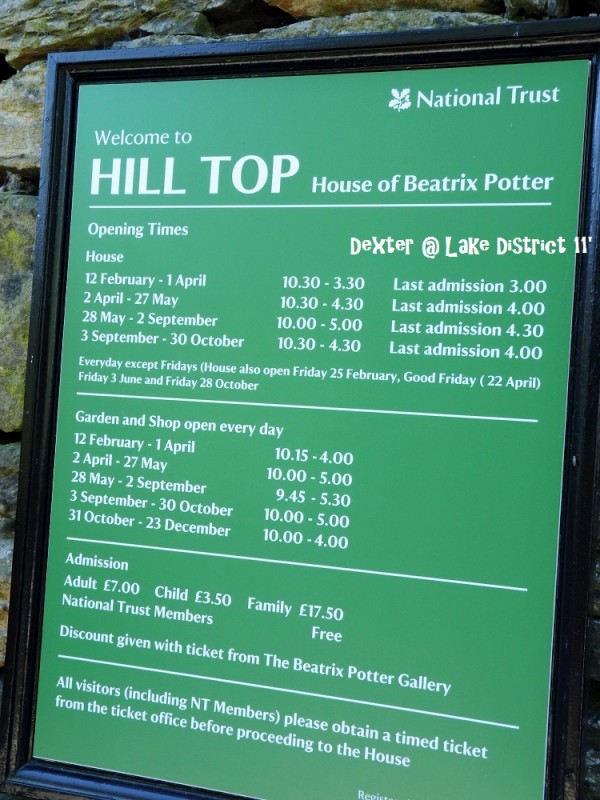 National Trust
Welcome to
HILL TOP House of Beatrix Potter
Dexter @ Lake District 11'
Opening Times
House
12 February - 1 April 10.30 - 3.30 Last admission 3.00
2 April - 27 May 10.30 - 4.30 Last admission 4.00
28 May - 2 September 10.00 - 5.00 Last admission 4.30
3 September - 30 October 10.30 - 4.30 Last admission 4.00
Everyday except Fridays (House also open Friday 25 February, Good Friday ( 22 April)
Friday 3 June and Friday 28 October
Garden and Shop open every day
12 February - 1 April 10.15 - 4.00
2 April - 27 May 10.00 - 5.00
28 May - 2 September 9.45 - 5.30
3 September - 30 October 10.00 - 5.00
31 October - 23 December 10.00 - 4.00
Admission
Adult £7.00 Child £3.50 Family £17.50
National Trust Members Free
Discount given with ticket from The Beatrix Potter Gallery
All visitors (including NT Members) please obtain a timed ticket
from the ticket office before proceeding to the House